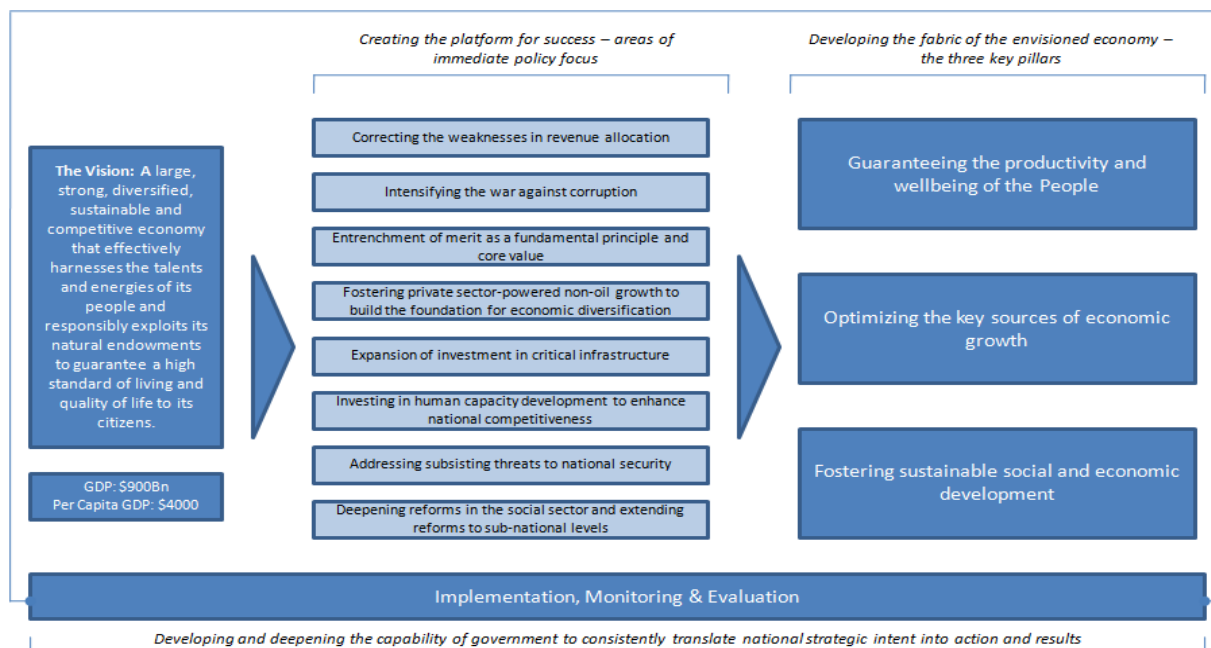 Creating the platform for success – areas of
immediate policy focus
Developing the fabric of the envisioned economy –
the three key pillars
The Vision: A large,
strong, diversified,
sustainable and
competitive economy
that effectively
harnesses the talents
and energies of its
people and
responsibly exploits its
natural endowments
to guarantee a high
standard of living and
quality of life to its
citizens.
GDP: $900Bn
Per Capita GDP: $4000
Correcting the weaknesses in revenue allocation
Intensifying the war against corruption
Entrenchment of merit as a fundamental principle and
core value
Fostering private sector-powered non-oil growth to
build the foundation for economic diversification
Expansion of investment in critical infrastructure
Investing in human capacity development to enhance
national competitiveness
Addressing subsisting threats to national security
Deepening reforms in the social sector and extending
reforms to sub-national levels
Guaranteeing the productivity and
wellbeing of the People
Optimizing the key sources of economic
growth
Fostering sustainable social and economic
development
Implementation, Monitoring & Evaluation
Developing and deepening the capability of government to consistently translate national strategic intent into action and results